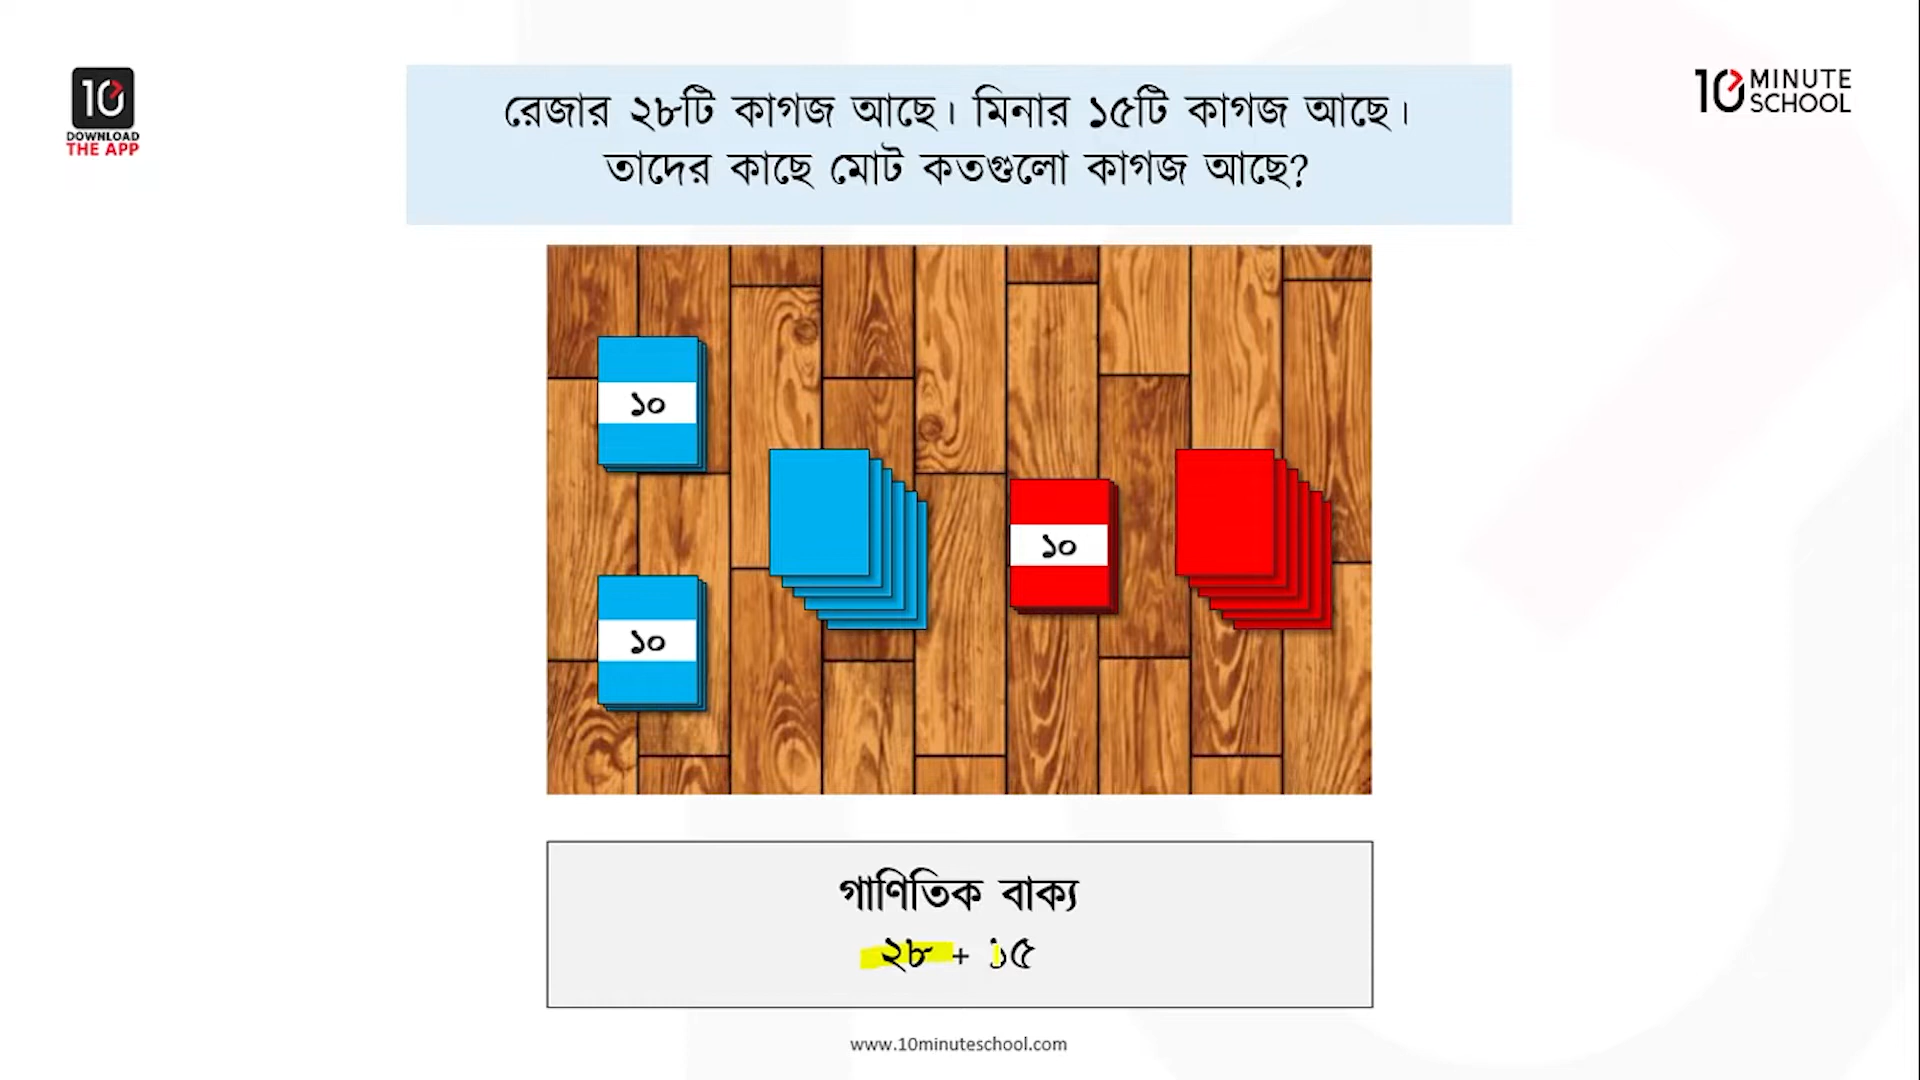 10
DOWNLOAD
THE APP
10 MINUTE
SCHOOL
রেজার ২৮টি কাগজ আছে। মিনার ১৫টি কাগজ আছে।
তাদের কাছে মোট কতগুলো কাগজ আছে?
১০
১০
১০
গাণিতিক বাক্য
২৮ + ১৫
www.10minuteschool.com